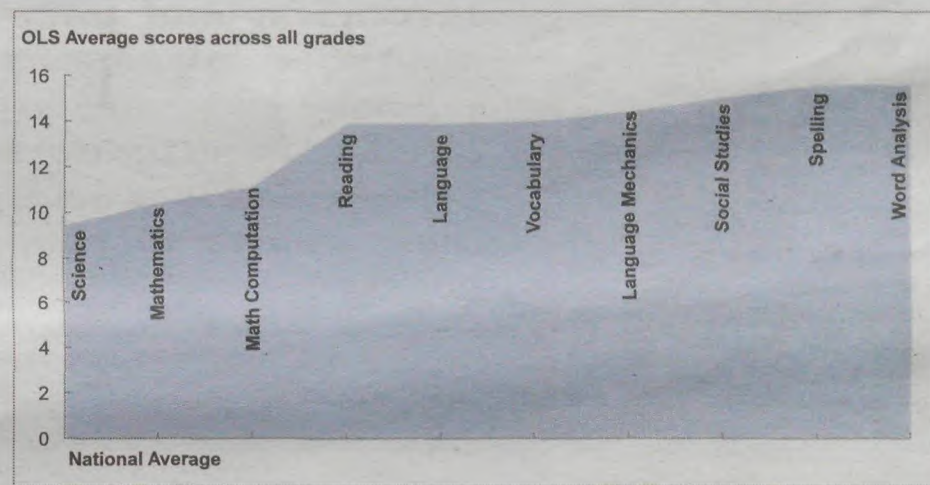 OLS Average scores across all grades
16
14
12
10
8
6
4
2
0
Science
Mathematics
Math Computation
Reading
Language
Vocabulary
Language Mechanics
Social Studies
Spelling
Word Analysis
National Average